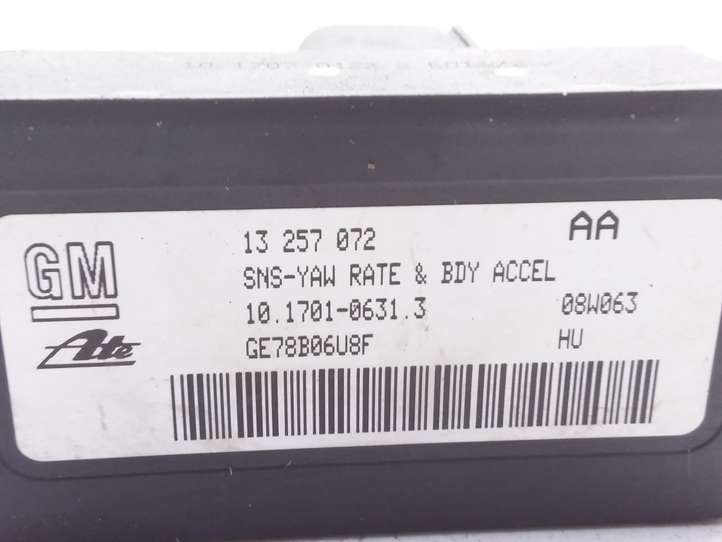 GM
Ate
13 257 072 AA
SNS-YAW RATE & BDY ACCEL
10.1701-0631.3 08W063
GE78B06U8F HU